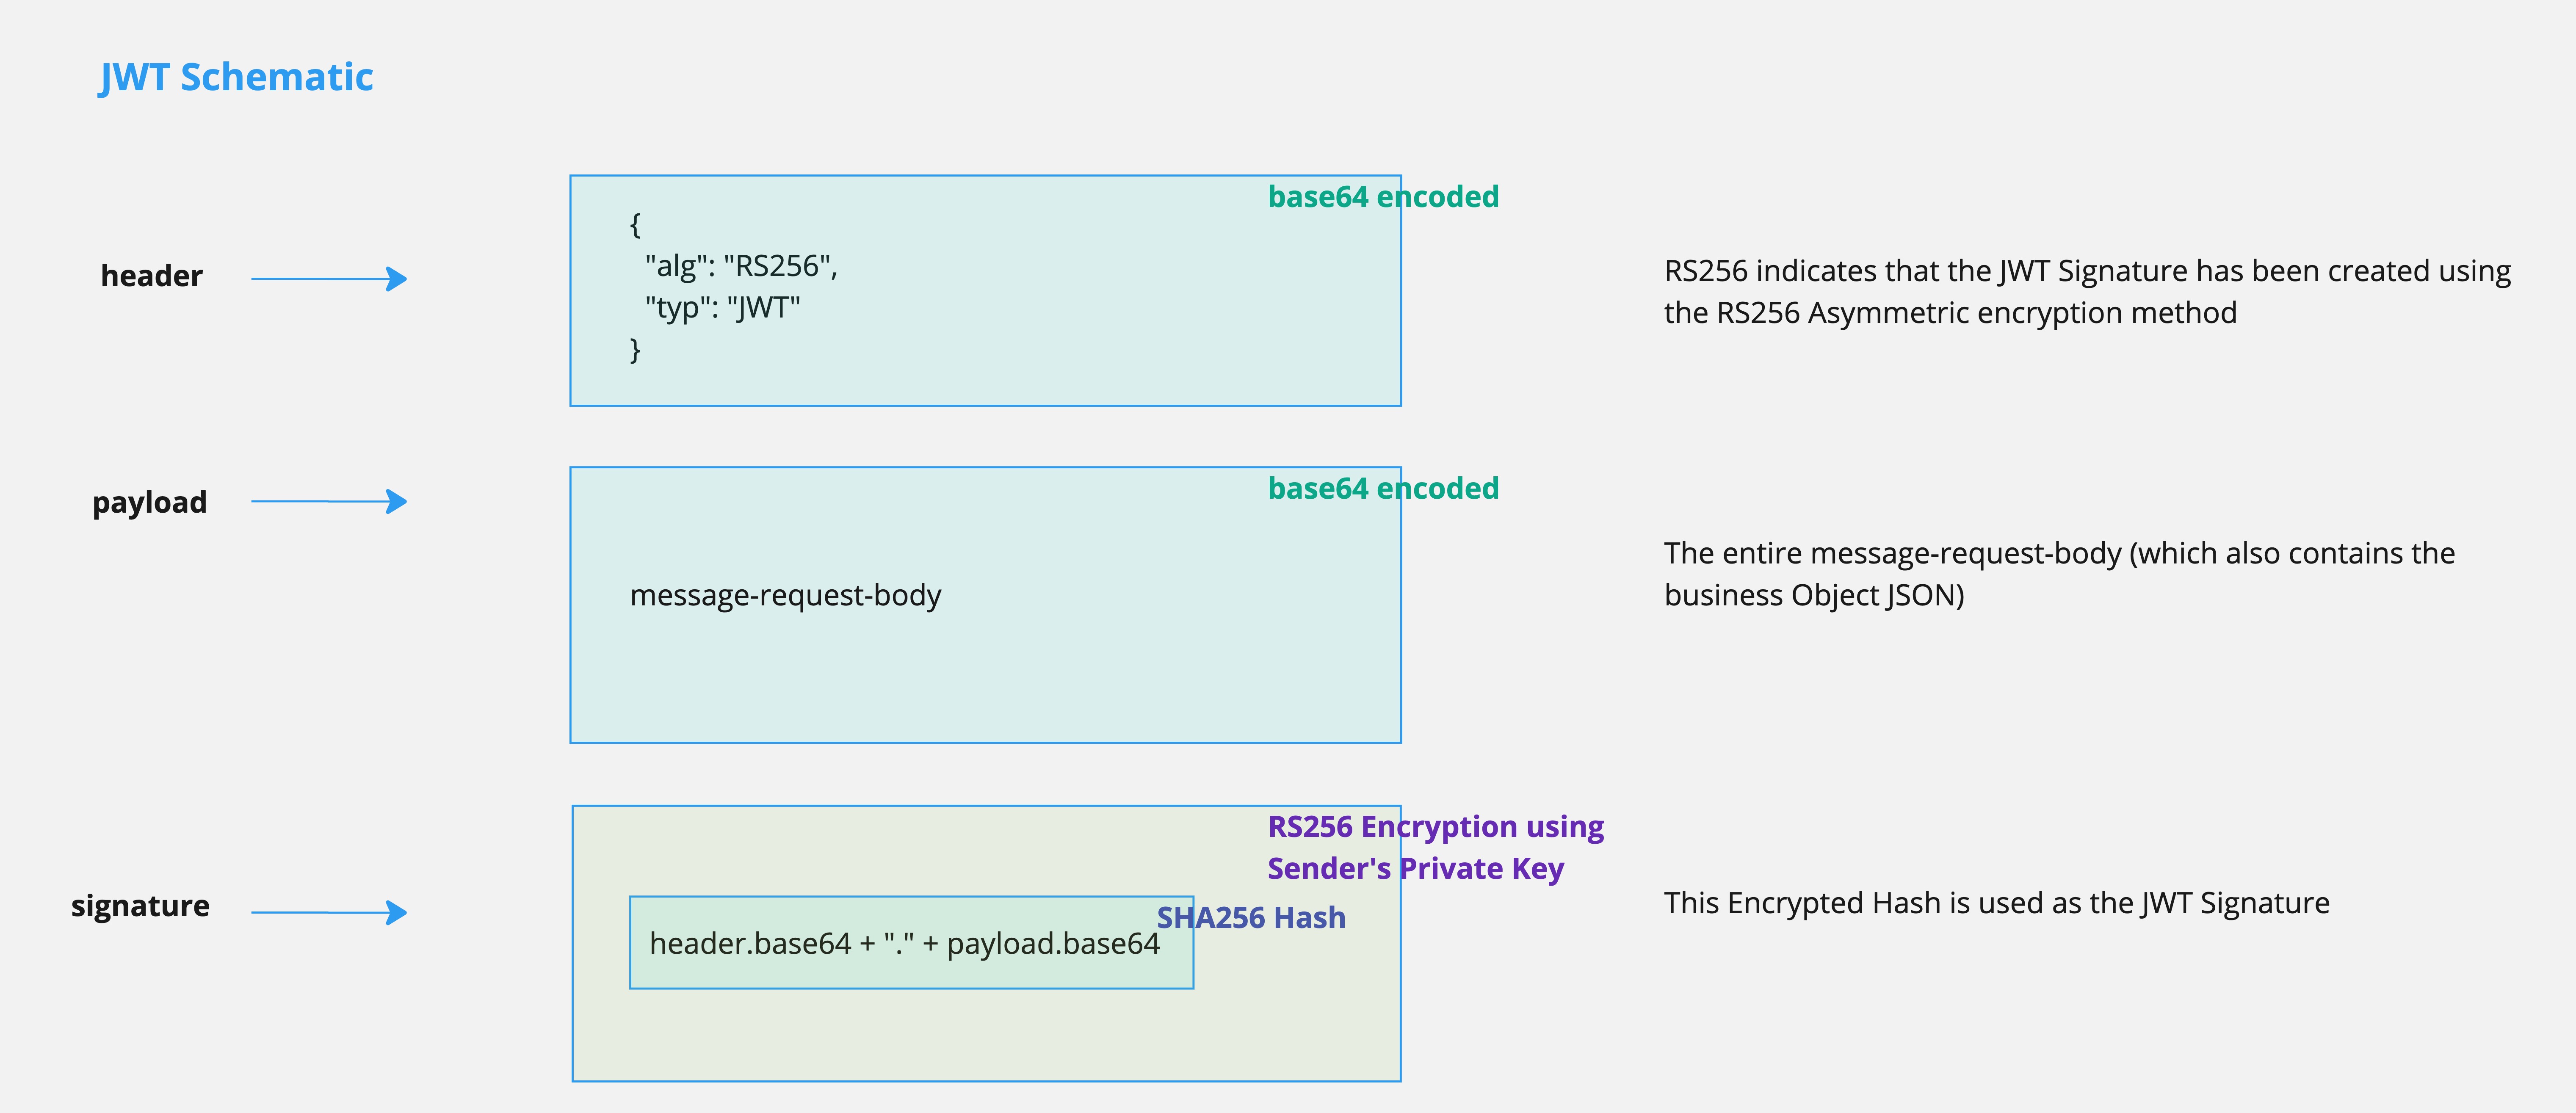 JWT Schematic
header
{
"alg": "RS256",
"typ": "JWT"
}
base64 encoded
RS256 indicates that the JWT Signature has been created using
the RS256 Asymmetric encryption method
payload
base64 encoded
message-request-body
The entire message-request-body (which also contains the
business Object JSON)
signature
RS256 Encryption using
Sender's Private Key
SHA256 Hash
header.base64 + "." + payload.base64
This Encrypted Hash is used as the JWT Signature